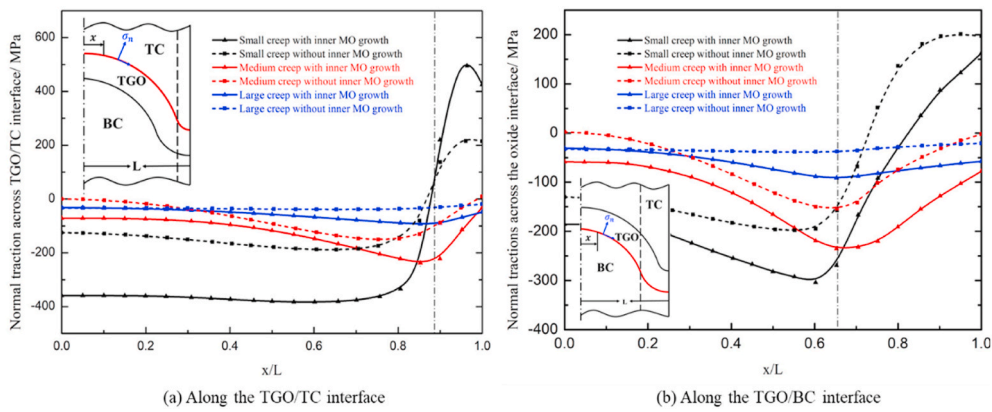 Normal tractions across TGO/TC interface/ MPa
600
400
200
0
-200
-400
x
σn
TC
TGO
BC
L
Small creep with inner MO growth
Small creep without inner MO growth
Medium creep with inner MO growth
Medium creep without inner MO growth
Large creep with inner MO growth
Large creep without inner MO growth
0.0 0.2 0.4 0.6 0.8 1.0
x/L
(a) Along the TGO/TC interface
Normal tractions across the oxide interface/ MPa
200
100
0
-100
-200
-300
-400
Small creep with inner MO growth
Small creep without inner MO growth
Medium creep with inner MO growth
Medium creep without inner MO growth
Large creep with inner MO growth
Large creep without inner MO growth
TC
σn
x
TGO
BC
L
0.0 0.2 0.4 0.6 0.8 1.0
x/L
(b) Along the TGO/BC interface